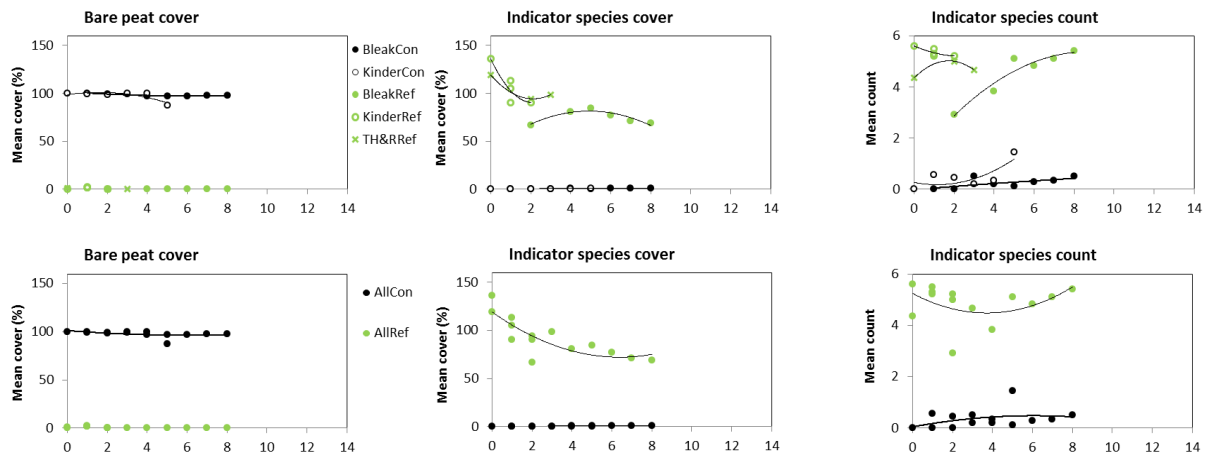 Bare peat cover
Mean cover (%)
150
100
50
0
0 2 4 6 8 10 12 14
BleakCon
KinderCon
BleakRef
KinderRef
TH&RRef
Indicator species cover
Mean cover (%)
150
100
50
0
0 2 4 6 8 10 12 14
Indicator species count
Mean count
6
4
2
0
0 2 4 6 8 10 12 14
Bare peat cover
Mean cover (%)
150
100
50
0
0 2 4 6 8 10 12 14
AllCon
AllRef
Indicator species cover
Mean cover (%)
150
100
50
0
0 2 4 6 8 10 12 14
Indicator species count
Mean count
6
4
2
0
0 2 4 6 8 10 12 14